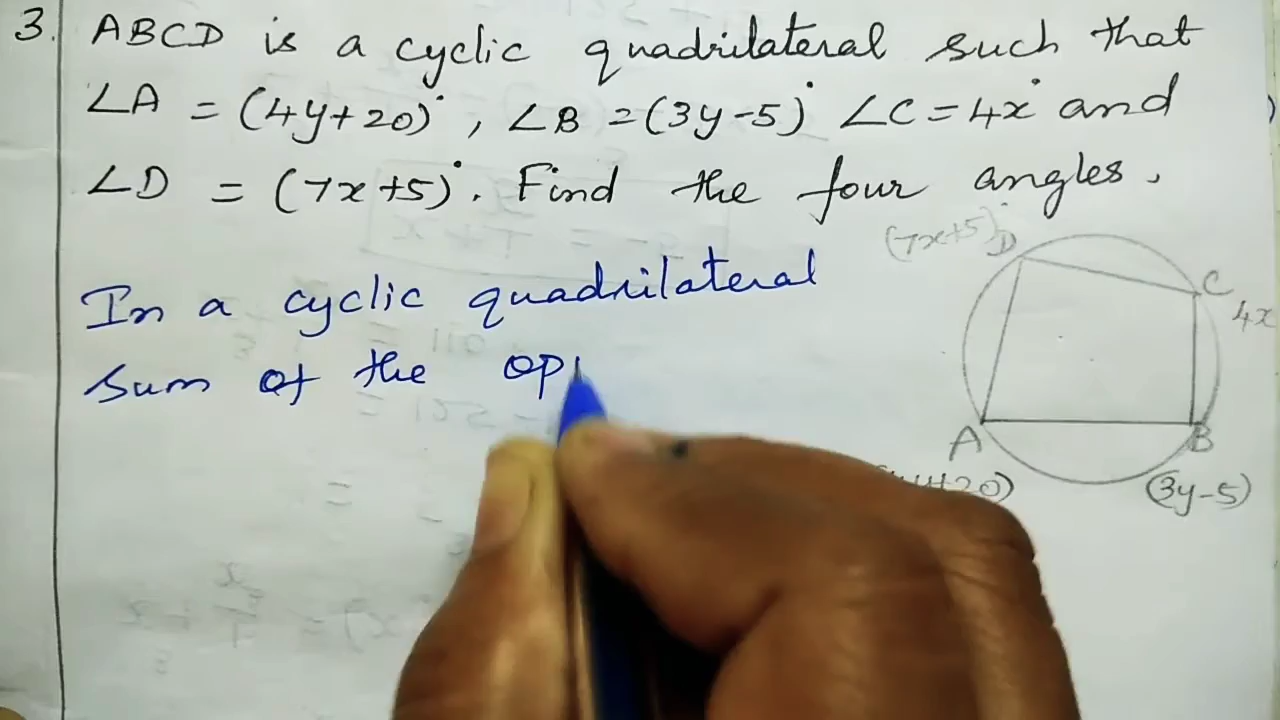 3. ABCD is a cyclic quadrilateral such that
∠A = (4y+20)°, ∠B = (3y-5)° ∠C = 4x° and
∠D = (7x+5)°. Find the four angles.
(7x+5)°
D
C
4x
In a cyclic quadrilateral
Sum of the opp
A
B
(3y-5)